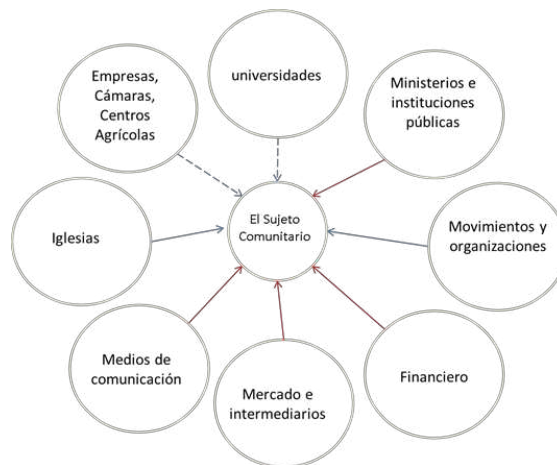 Empresas,
Cámaras,
Centros
Agrícolas
universidades
Ministerios e
instituciones
públicas
Iglesias
El Sujeto
Comunitario
Movimientos y
organizaciones
Medios de
comunicación
Mercado e
intermediarios
Financiero